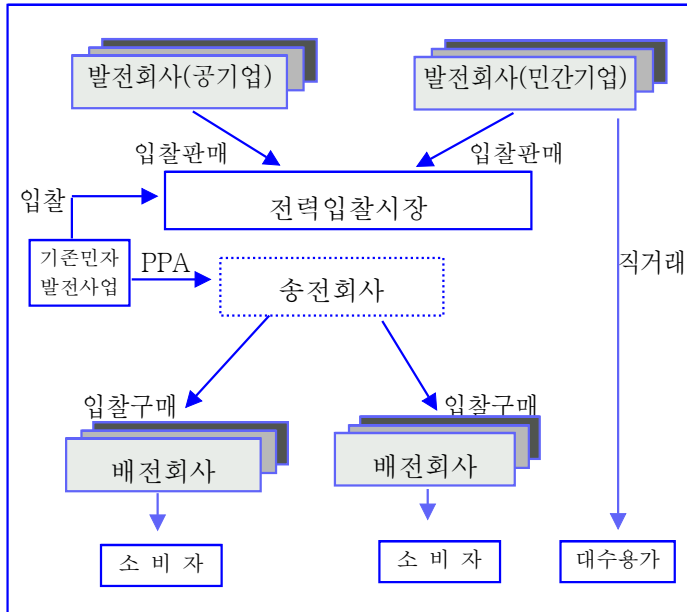 발전회사(공기업)
발전회사(민간기업)
입찰판매
입찰판매
입찰
전력입찰시장
기존민자
발전사업
PPA
송전회사
직거래
입찰구매
입찰구매
배전회사
배전회사
소 비 자
소 비 자
대수용가